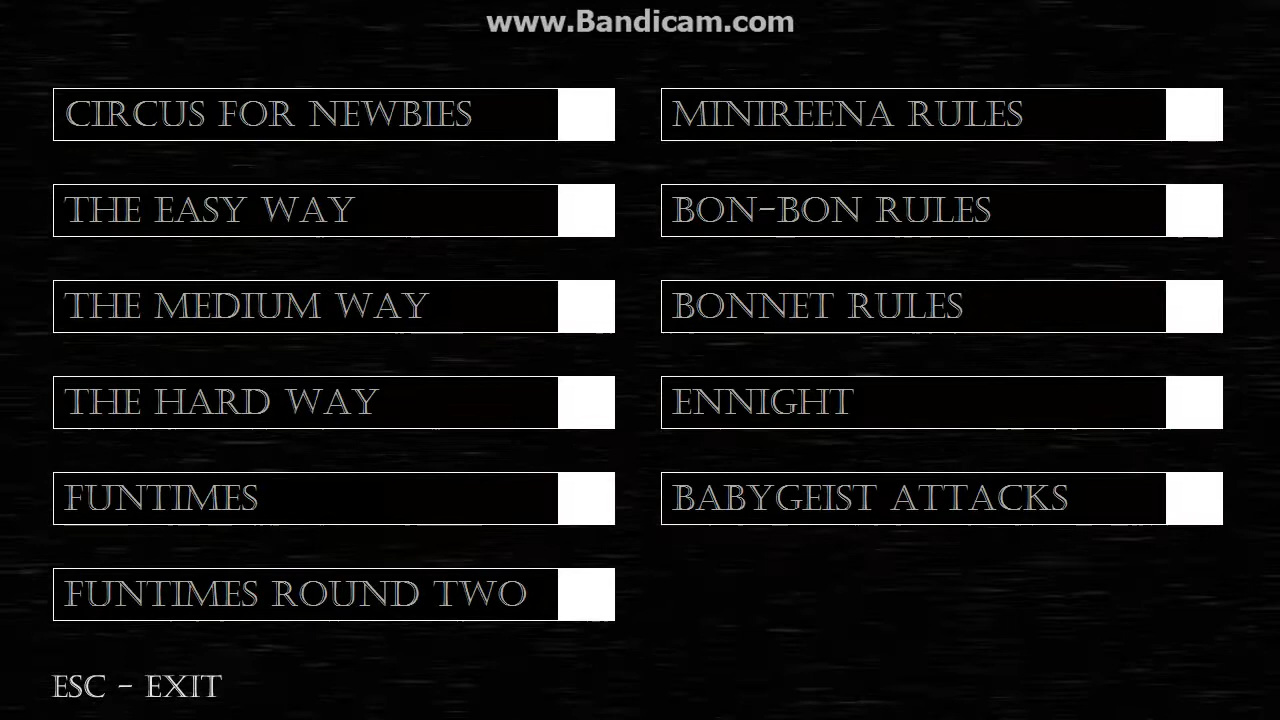 www.Bandicam.com
CIRCUS FOR NEWBIES
THE EASY WAY
THE MEDIUM WAY
THE HARD WAY
FUNTIMES
FUNTIMES ROUND TWO
MINIREENA RULES
BON-BON RULES
BONNET RULES
ENNIGHT
BABYGEIST ATTACKS
ESC - EXIT